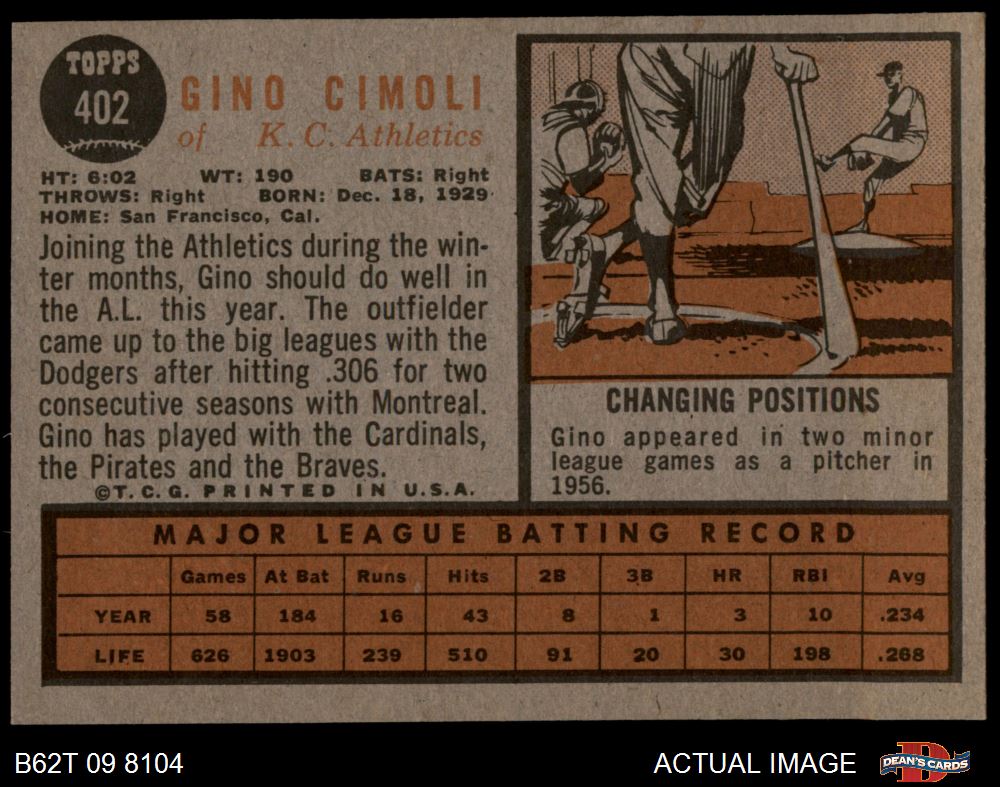 TOPPS
402
GINO CIMOLI
of K. C. Athletics
HT: 6:02 WT: 190 BATS: Right
THROWS: Right BORN: Dec. 18, 1929
HOME: San Francisco, Cal.
Joining the Athletics during the win-
ter months, Gino should do well in
the A.L. this year. The outfielder
came up to the big leagues with the
Dodgers after hitting .306 for two
consecutive seasons with Montreal.
Gino has played with the Cardinals,
the Pirates and the Braves.
©T. C. G. PRINTED IN U.S.A.
CHANGING POSITIONS
Gino appeared in two minor
league games as a pitcher in
1956.
MAJOR LEAGUE BATTING RECORD
Games At Bat Runs Hits 2B 3B HR RBI Avg
YEAR 58 184 16 43 8 1 3 10 .234
LIFE 626 1903 239 510 91 20 30 198 .268
B62T 09 8104 ACTUAL IMAGE D DEAN'S CARDS